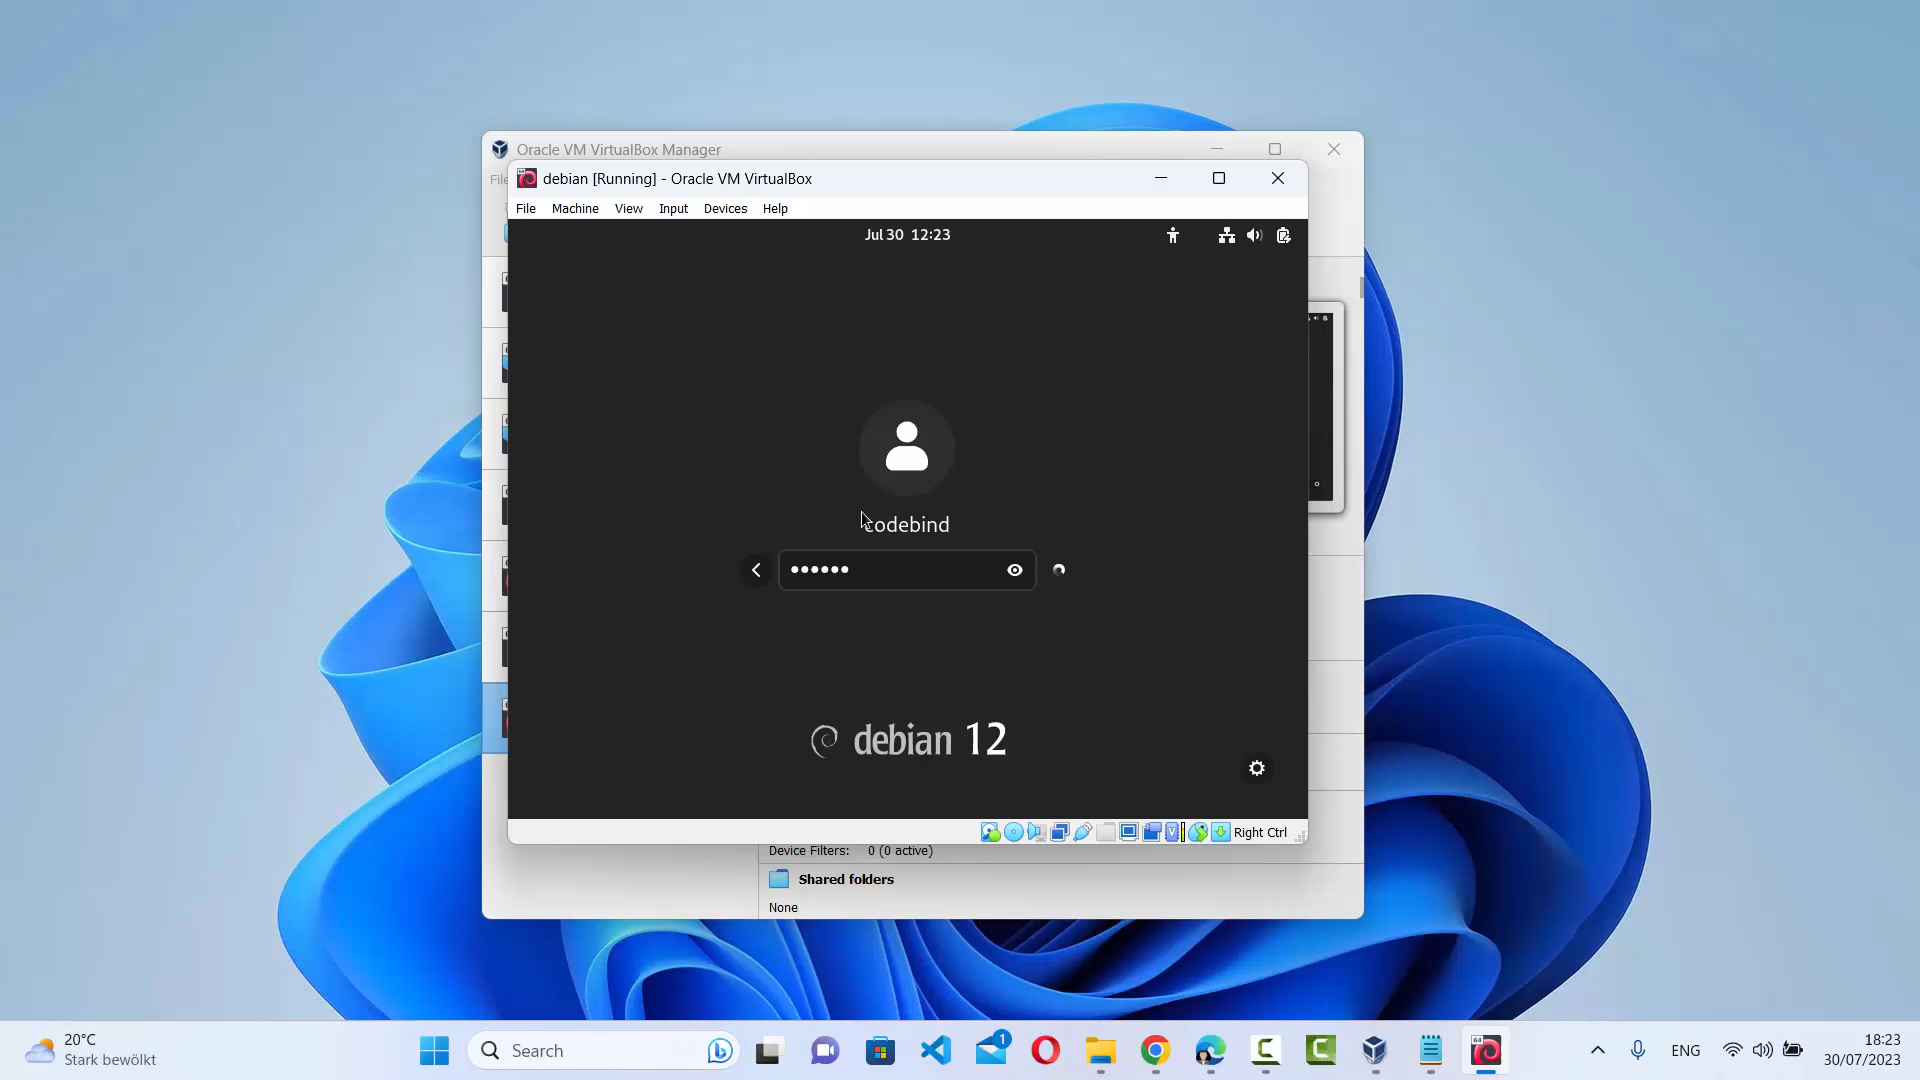 Oracle VM VirtualBox Manager
debian [Running] - Oracle VM VirtualBox
File Machine View Input Devices Help
Jul 30 12:23
codebind
debian 12
Right Ctrl
Device Filters: 0 (0 active)
Shared folders
None
20°C
Stark bewölkt
Search
1
64
ENG
18:23
30/07/2023